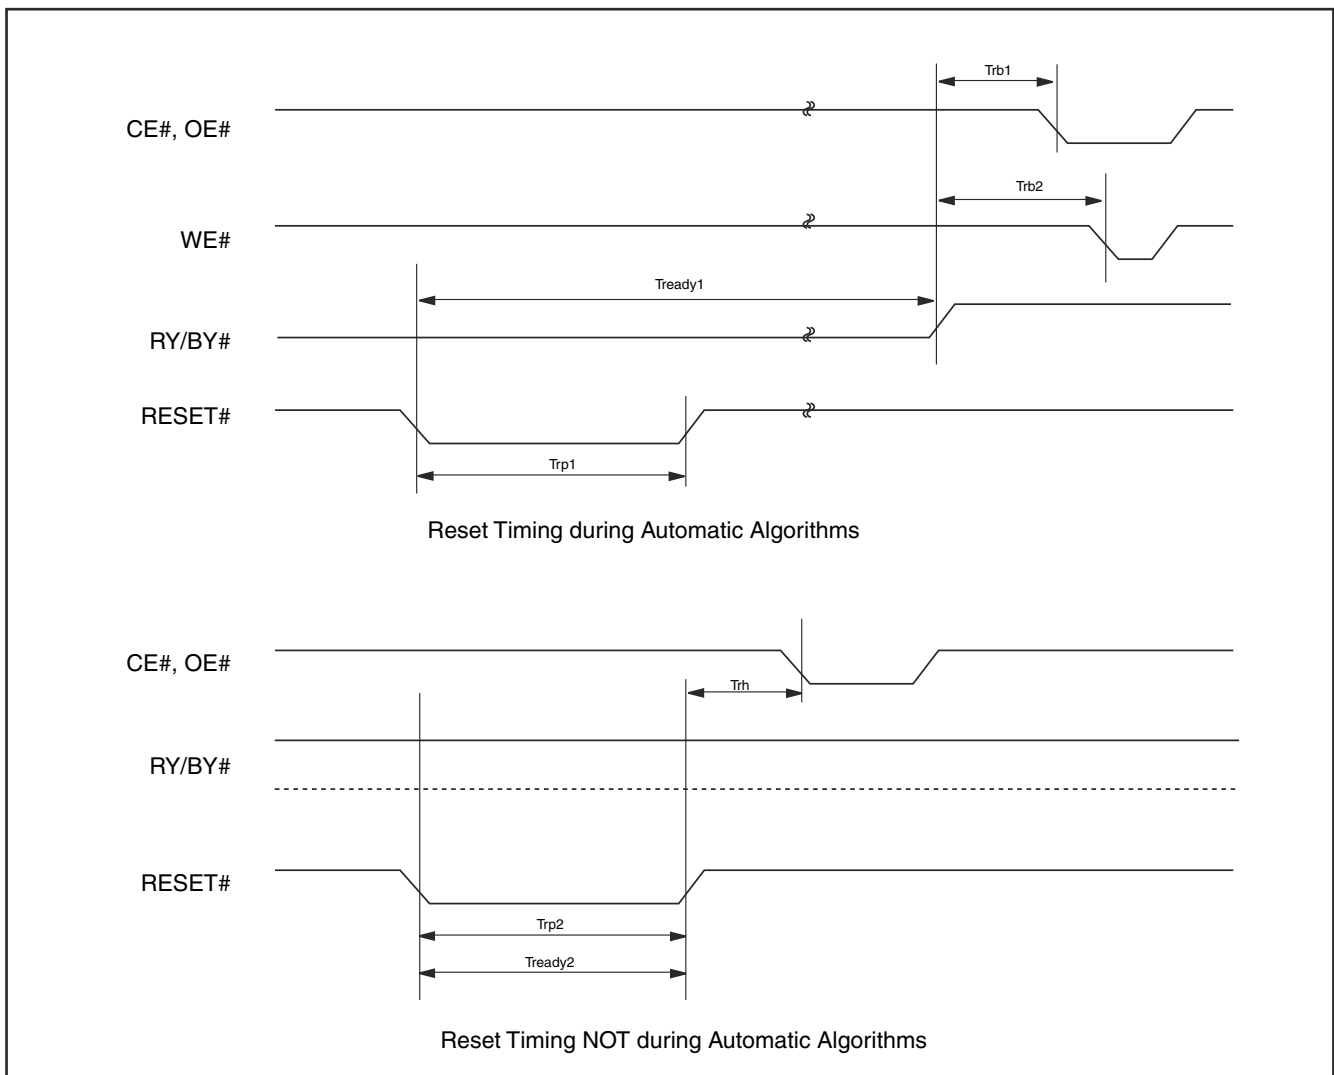 Trb1
CE#, OE#
Trb2
WE#
Tready1
RY/BY#
RESET#
Trp1
Reset Timing during Automatic Algorithms
CE#, OE#
Trh
RY/BY#
RESET#
Trp2
Tready2
Reset Timing NOT during Automatic Algorithms